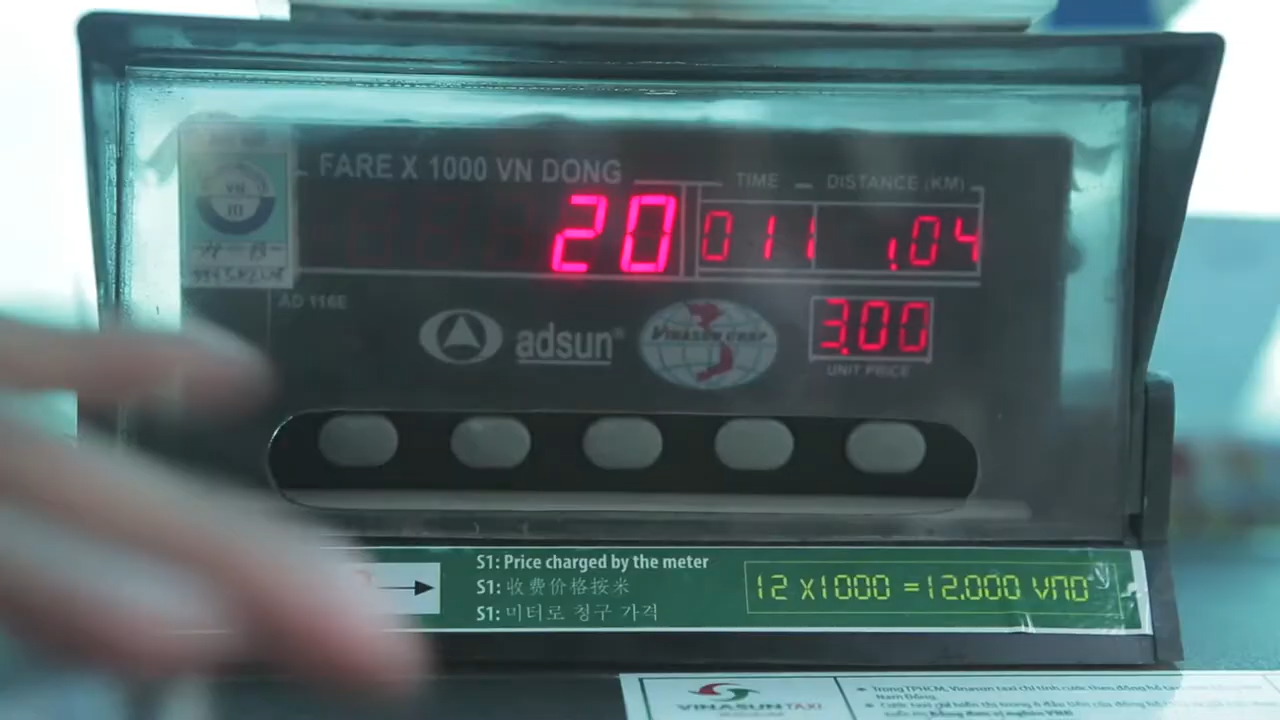 FARE X 1000 VN DONG
TIME
DISTANCE (KM)
20
011
1.04
AD 116E
adsun®
VINASUN CORP
3.00
UNIT PRICE
S1: Price charged by the meter
S1: 收费价格按米
S1: 미터로 청구 가격
12 x1000 =12.000 VND
VINASUN TAXI